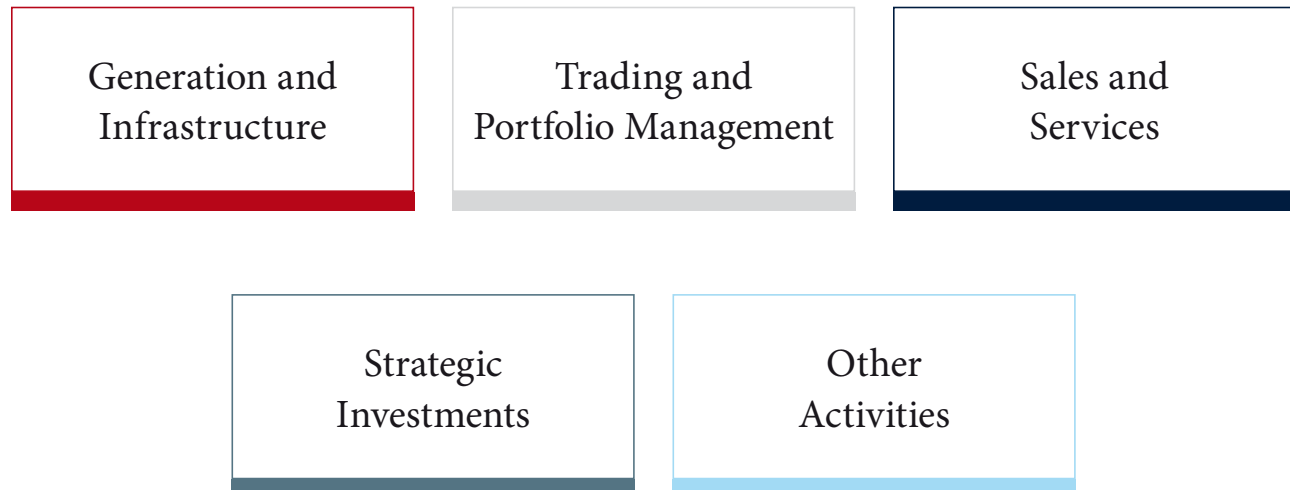 Generation and
Infrastructure
Trading and
Portfolio Management
Sales and
Services
Strategic
Investments
Other
Activities